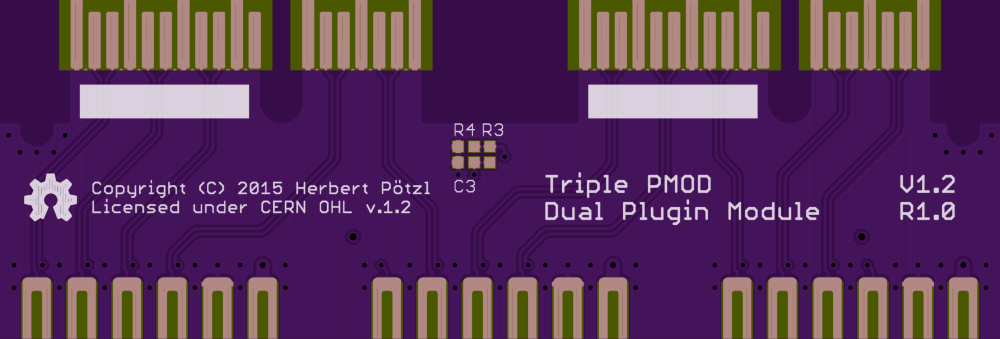 R4 R3
C3
Copyright (C) 2015 Herbert Pötzl
Licensed under CERN OHL v.1.2
Triple PMOD
Dual Plugin Module
V1.2
R1.0